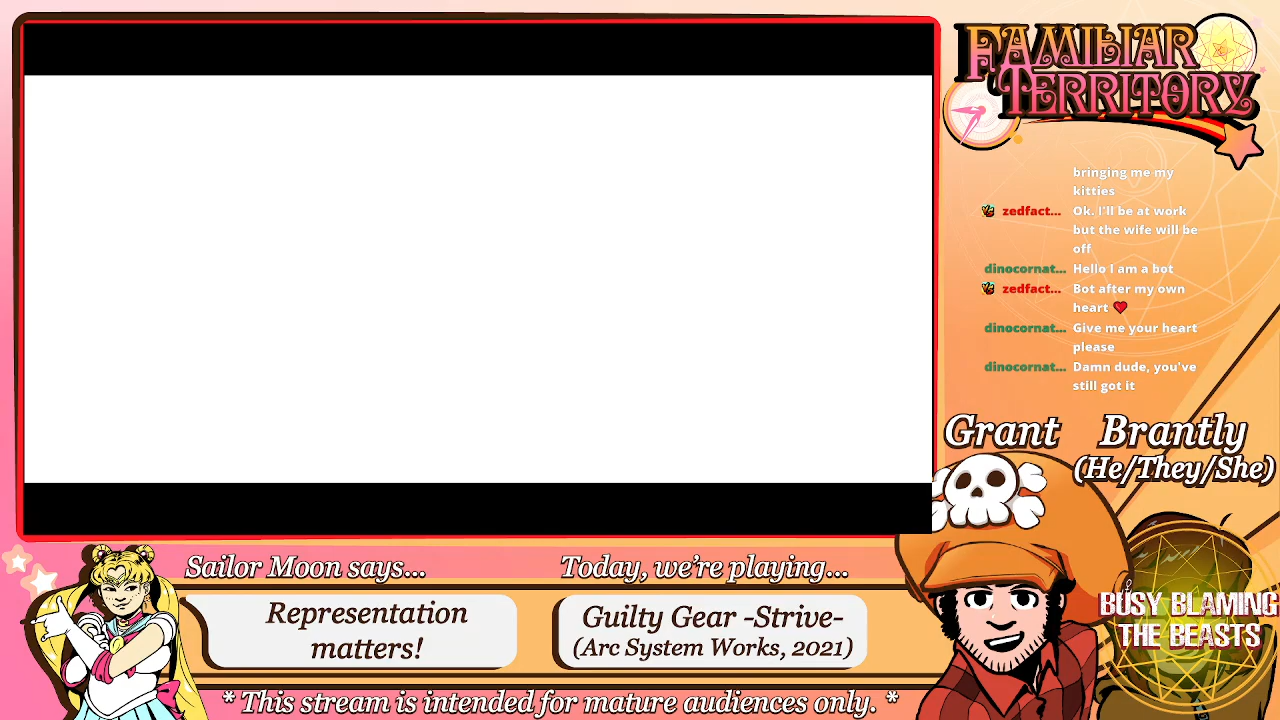 FAMILIAR
TERRITORY
bringing me my
kitties
zedfact... Ok. I'll be at work
but the wife will be
off
dinocornat... Hello I am a bot
zedfact... Bot after my own
heart ❤️
dinocornat... Give me your heart
please
dinocornat... Damn dude, you've
still got it
Grant
Brantly
(He/They/She)
BUSY BLAMING
THE BEASTS
Sailor Moon says...
Representation
matters!
Today, we're playing...
Guilty Gear -Strive-
(Arc System Works, 2021)
* This stream is intended for mature audiences only. *